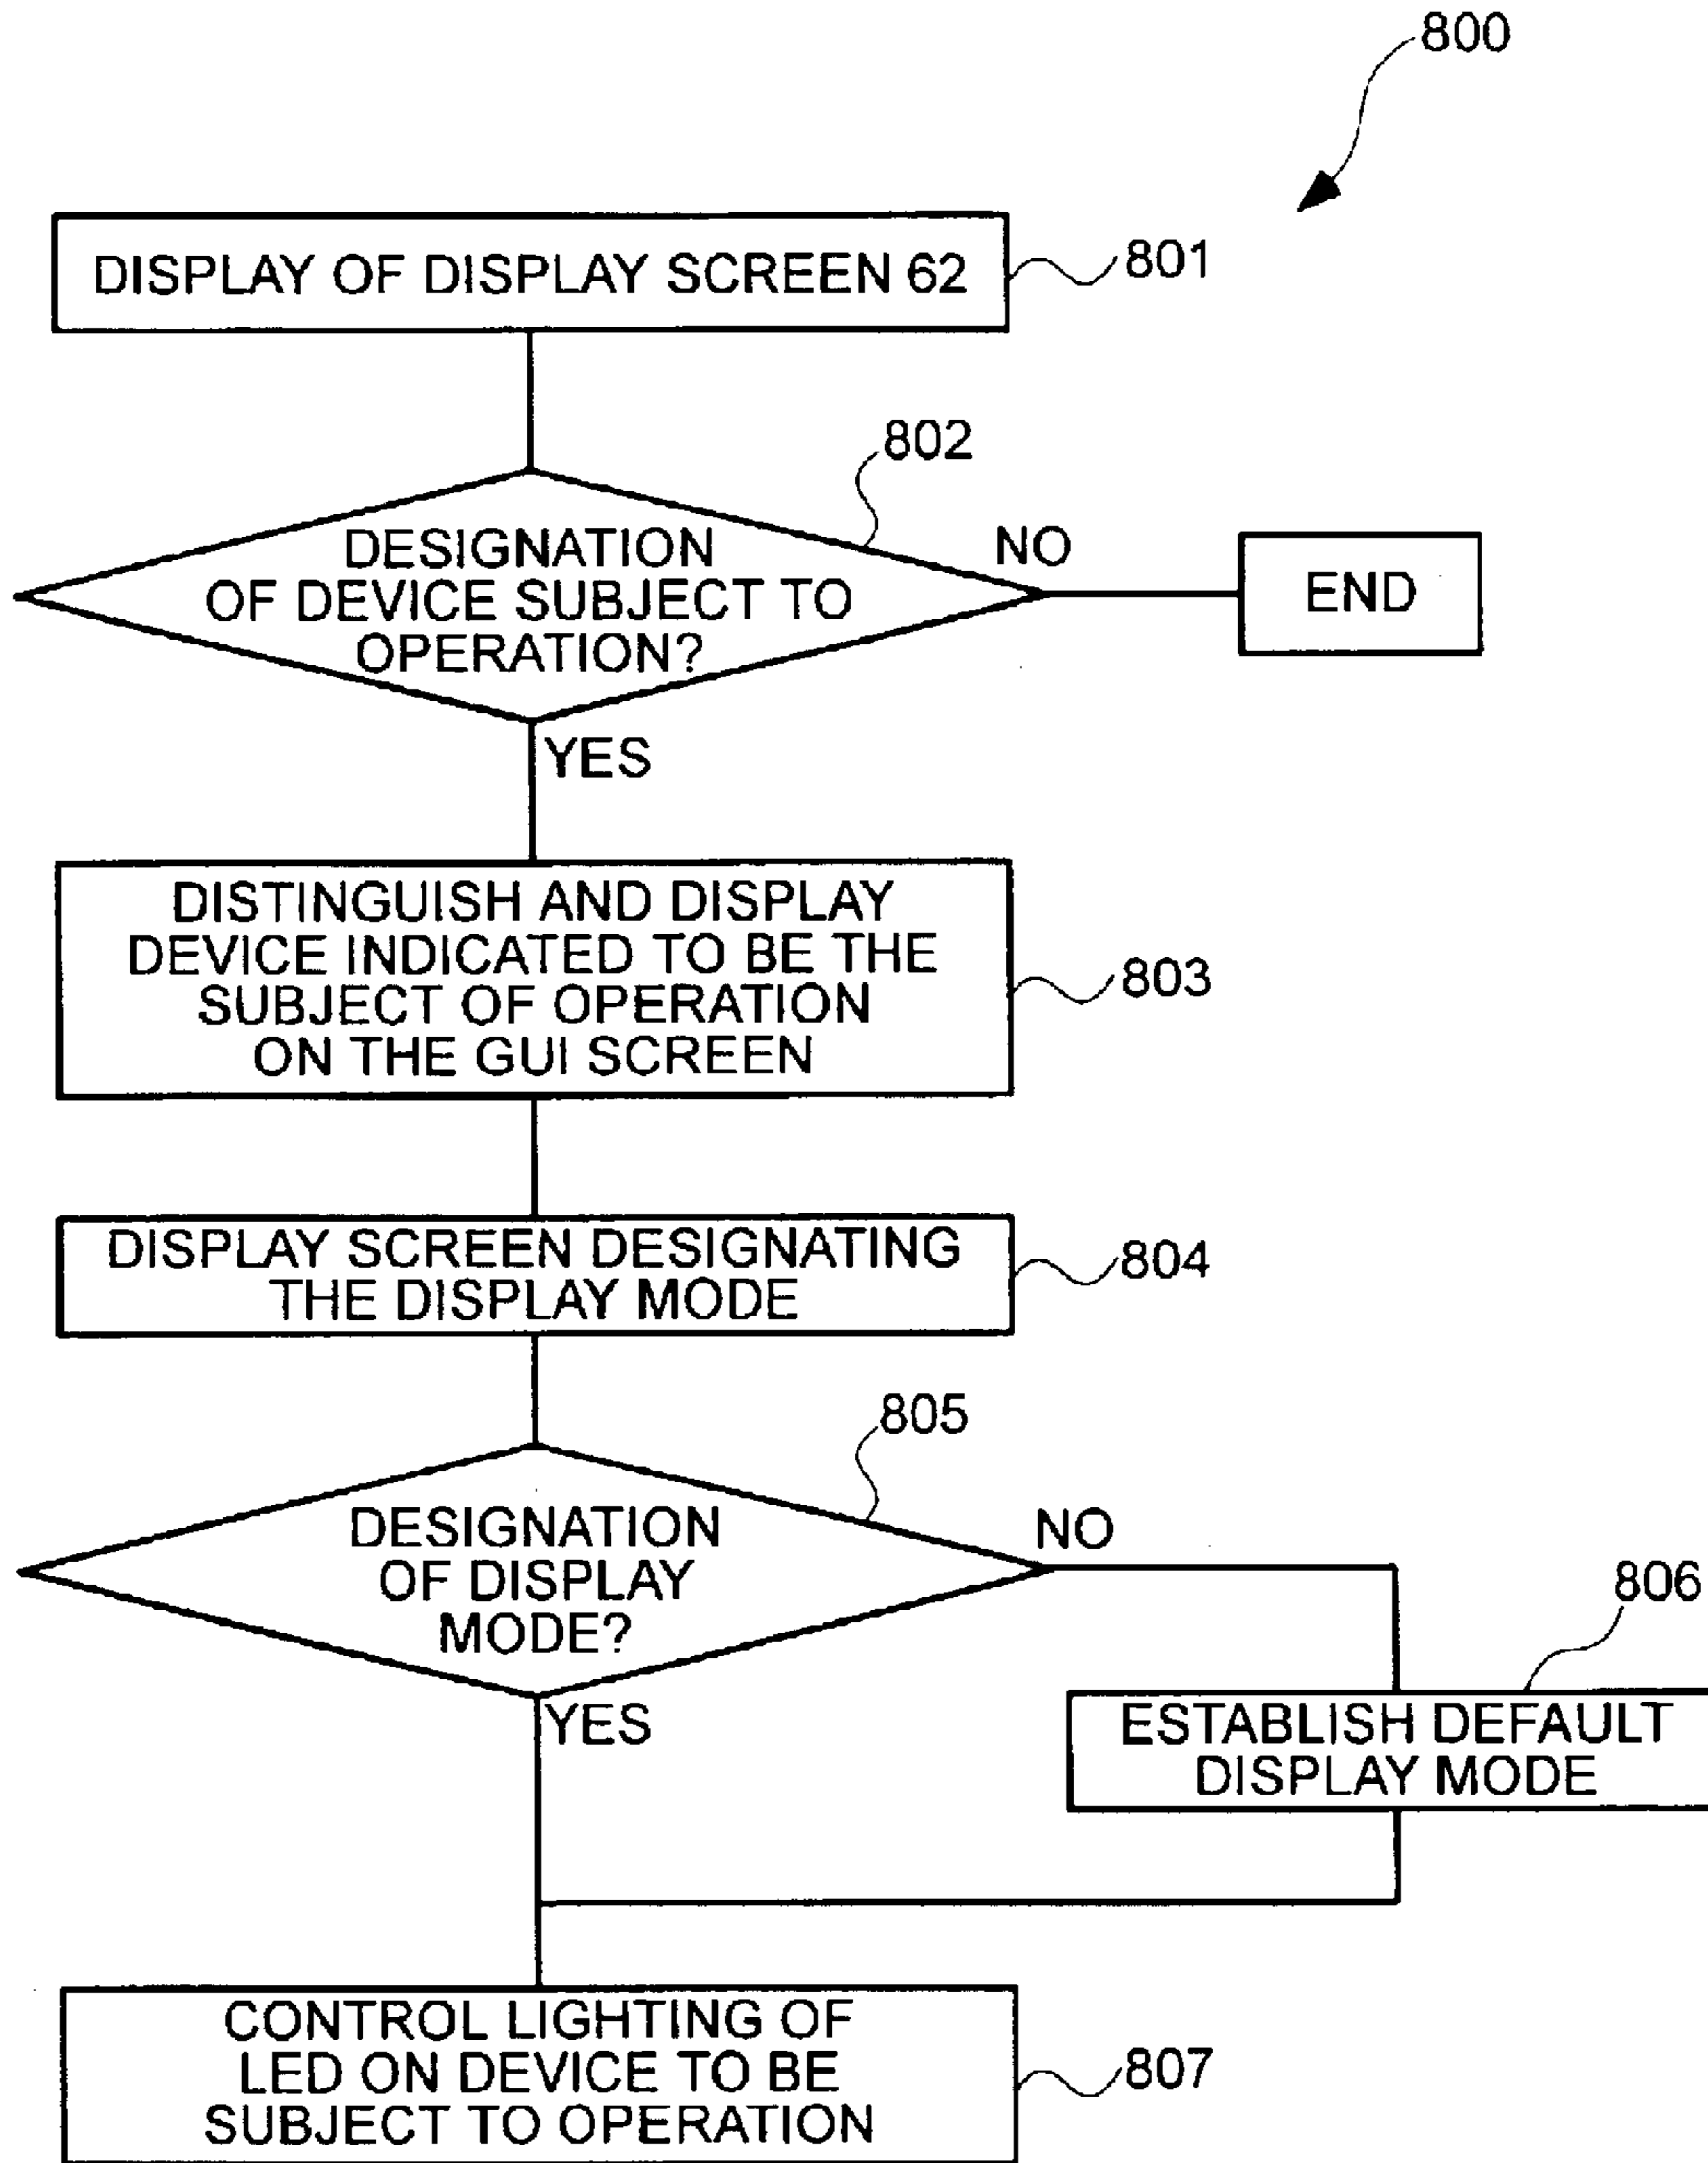 800
DISPLAY OF DISPLAY SCREEN 62
801
802
DESIGNATION
OF DEVICE SUBJECT TO
OPERATION?
NO
END
YES
DISTINGUISH AND DISPLAY
DEVICE INDICATED TO BE THE
SUBJECT OF OPERATION
ON THE GUI SCREEN
803
DISPLAY SCREEN DESIGNATING
THE DISPLAY MODE
804
805
DESIGNATION
OF DISPLAY
MODE?
NO
806
YES
ESTABLISH DEFAULT
DISPLAY MODE
CONTROL LIGHTING OF
LED ON DEVICE TO BE
SUBJECT TO OPERATION
807